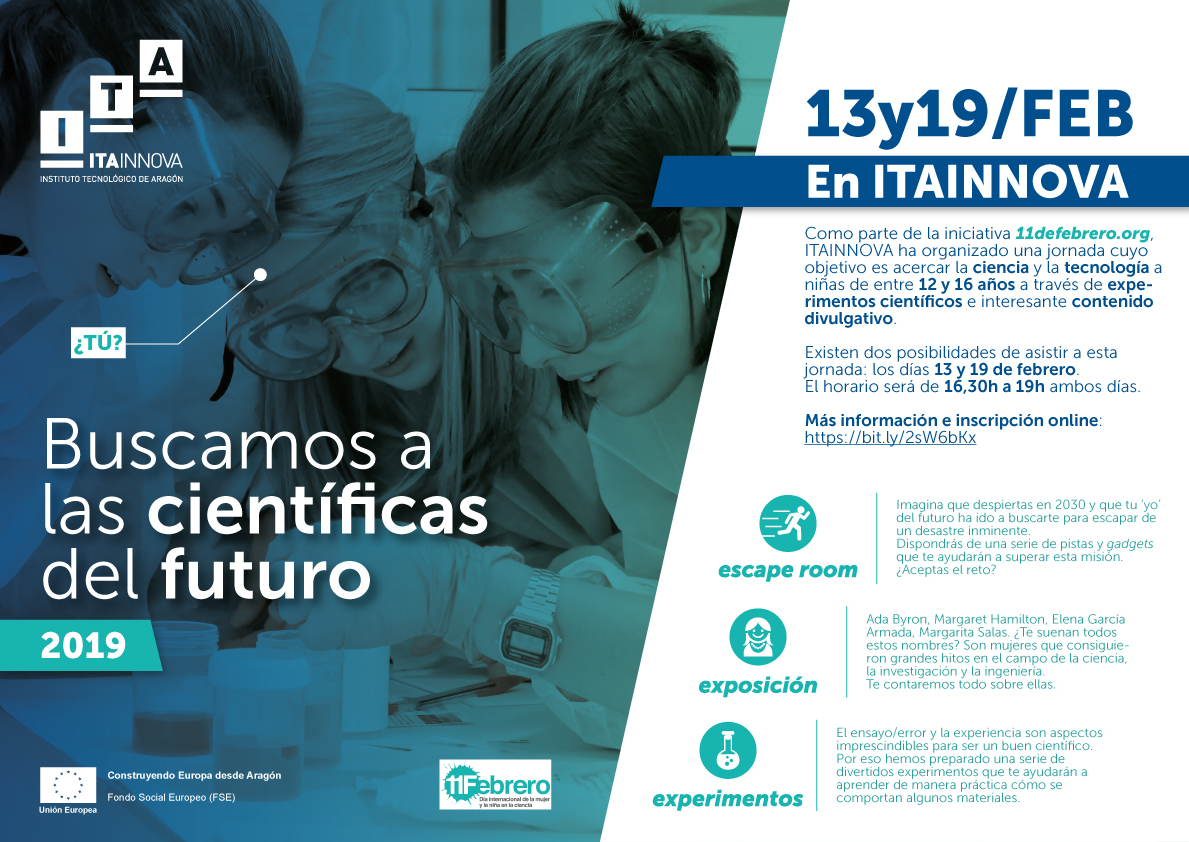 I
T
A
ITAINNOVA
INSTITUTO TECNOLÓGICO DE ARAGÓN
¿TÚ?
Buscamos a
las científicas
del futuro
2019
Unión Europea
Construyendo Europa desde Aragón
Fondo Social Europeo (FSE)
11Febrero
Día internacional de la mujer
y la niña en la ciencia
13y19/FEB
En ITAINNOVA
Como parte de la iniciativa 11defebrero.org,
ITAINNOVA ha organizado una jornada cuyo
objetivo es acercar la ciencia y la tecnología a
niñas de entre 12 y 16 años a través de expe-
rimentos científicos e interesante contenido
divulgativo.
Existen dos posibilidades de asistir a esta
jornada: los días 13 y 19 de febrero.
El horario será de 16,30h a 19h ambos días.
Más información e inscripción online:
https://bit.ly/2sW6bKx
escape room
Imagina que despiertas en 2030 y que tu 'yo'
del futuro ha ido a buscarte para escapar de
un desastre inminente.
Dispondrás de una serie de pistas y gadgets
que te ayudarán a superar esta misión.
¿Aceptas el reto?
exposición
Ada Byron, Margaret Hamilton, Elena García
Armada, Margarita Salas. ¿Te suenan todos
estos nombres? Son mujeres que consiguie-
ron grandes hitos en el campo de la ciencia,
la investigación y la ingeniería.
Te contaremos todo sobre ellas.
experimentos
El ensayo/error y la experiencia son aspectos
imprescindibles para ser un buen científico.
Por eso hemos preparado una serie de
divertidos experimentos que te ayudarán a
aprender de manera práctica cómo se
comportan algunos materiales.